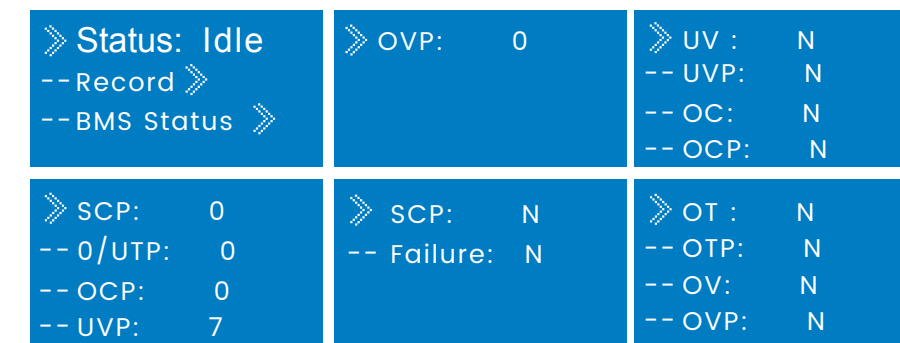 Status: Idle
--Record
--BMS Status
OVP: 0
UV : N
-- UVP: N
-- OC: N
-- OCP: N
SCP: 0
-- 0/UTP: 0
-- OCP: 0
-- UVP: 7
SCP: N
-- Failure: N
OT : N
-- OTP: N
-- OV: N
-- OVP: N